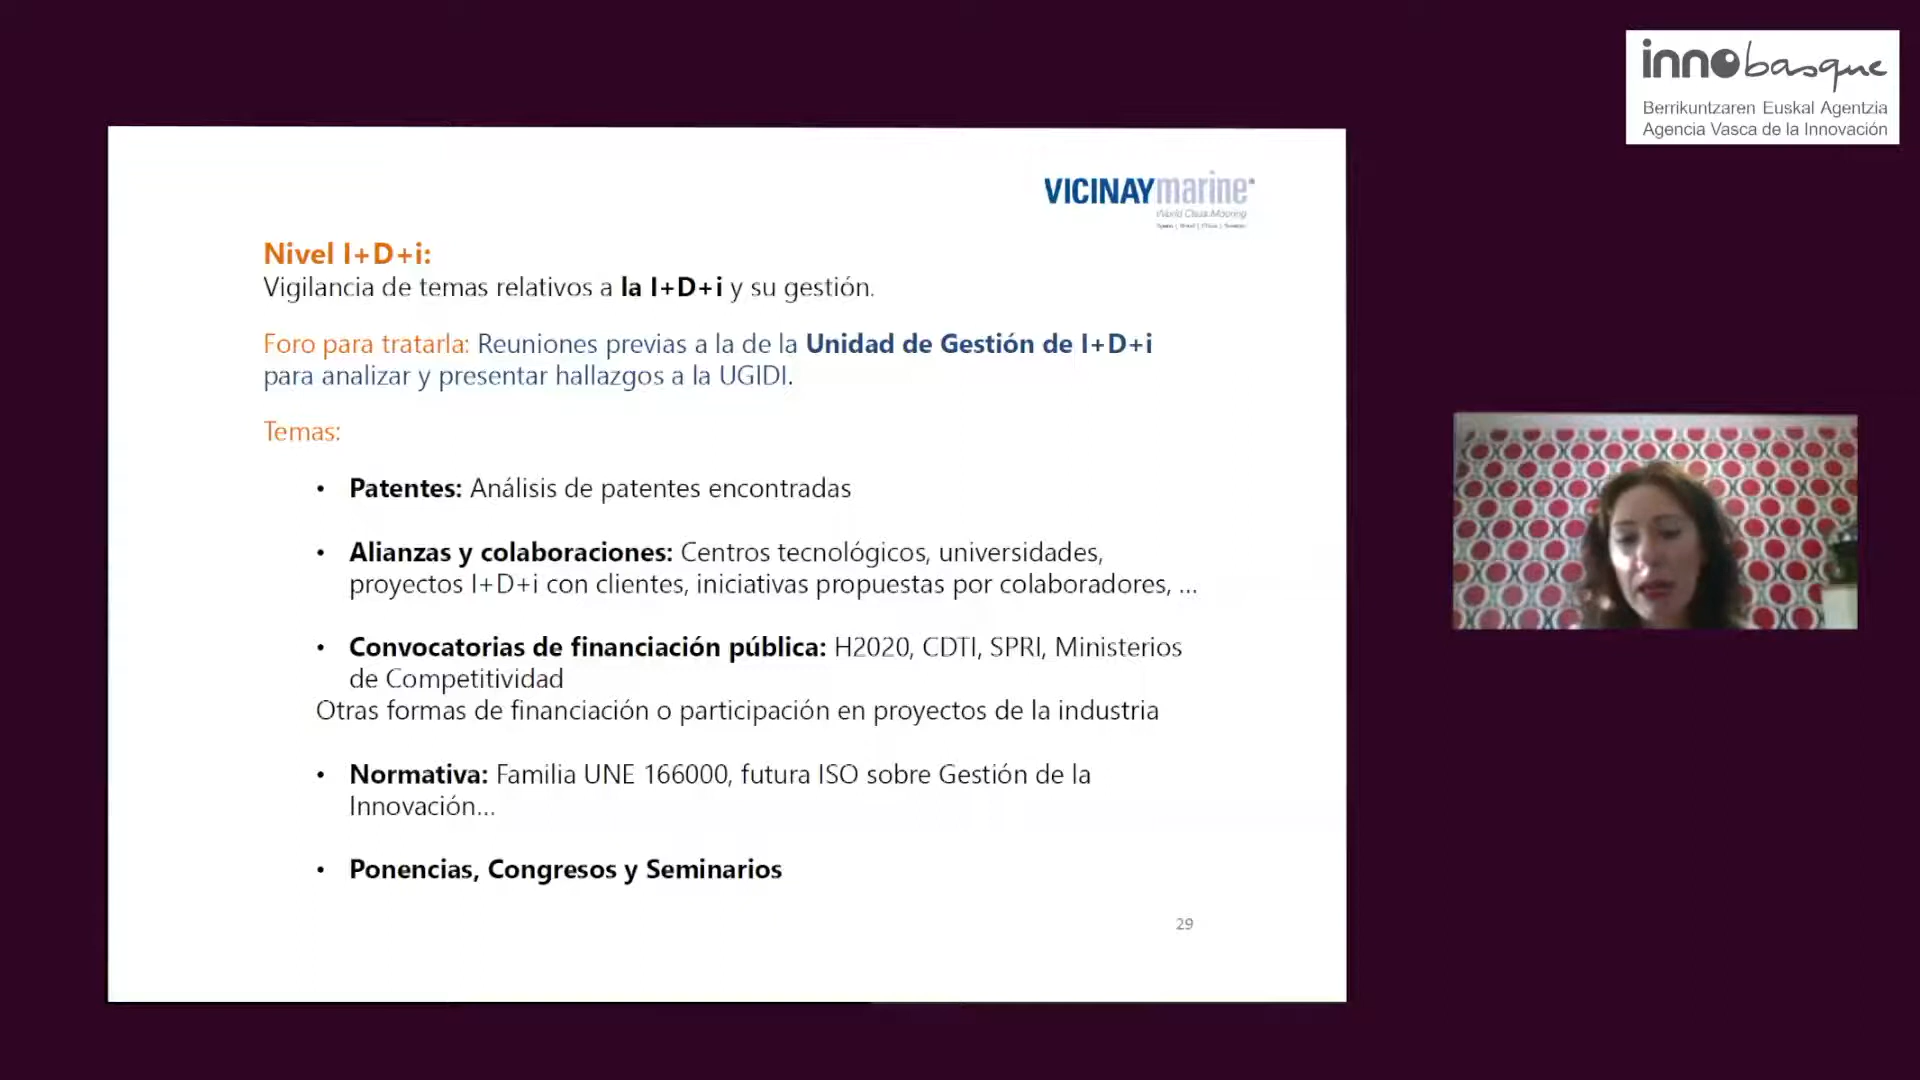 innobasque
Berrikuntzaren Euskal Agentzia
Agencia Vasca de la Innovación
VICINAYmarine®
World Class Mooring
Nivel I+D+i:
Vigilancia de temas relativos a la I+D+i y su gestión.
Foro para tratarla: Reuniones previas a la de la Unidad de Gestión de I+D+i
para analizar y presentar hallazgos a la UGIDI.
Temas:
• Patentes: Análisis de patentes encontradas
• Alianzas y colaboraciones: Centros tecnológicos, universidades,
proyectos I+D+i con clientes, iniciativas propuestas por colaboradores, ...
• Convocatorias de financiación pública: H2020, CDTI, SPRI, Ministerios
de Competitividad
Otras formas de financiación o participación en proyectos de la industria
• Normativa: Familia UNE 166000, futura ISO sobre Gestión de la
Innovación...
• Ponencias, Congresos y Seminarios
29